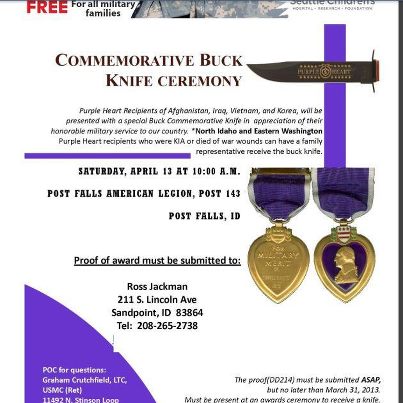 FREE For all military
families
Seattle Children's
HOSPITAL • RESEARCH • FOUNDATION
COMMEMORATIVE BUCK
KNIFE CEREMONY
PURPLE HEART
Purple Heart Recipients of Afghanistan, Iraq, Vietnam, and Korea, will be
presented with a special Buck Commemorative Knife in appreciation of their
honorable military service to our country. *North Idaho and Eastern Washington
Purple Heart recipients who were KIA or died of war wounds can have a family
representative receive the buck knife.
SATURDAY, APRIL 13 AT 10:00 A.M.
POST FALLS AMERICAN LEGION, POST 143
POST FALLS, ID
FOR
MILITARY
MERIT
Proof of award must be submitted to:
Ross Jackman
211 S. Lincoln Ave
Sandpoint, ID 83864
Tel: 208-265-2738
POC for questions:
Graham Crutchfield, LTC,
USMC (Ret)
11492 N. Stinson Loop
The proof(DD214) must be submitted ASAP,
but no later than March 31, 2013.
Must be present at an awards ceremony to receive a knife.